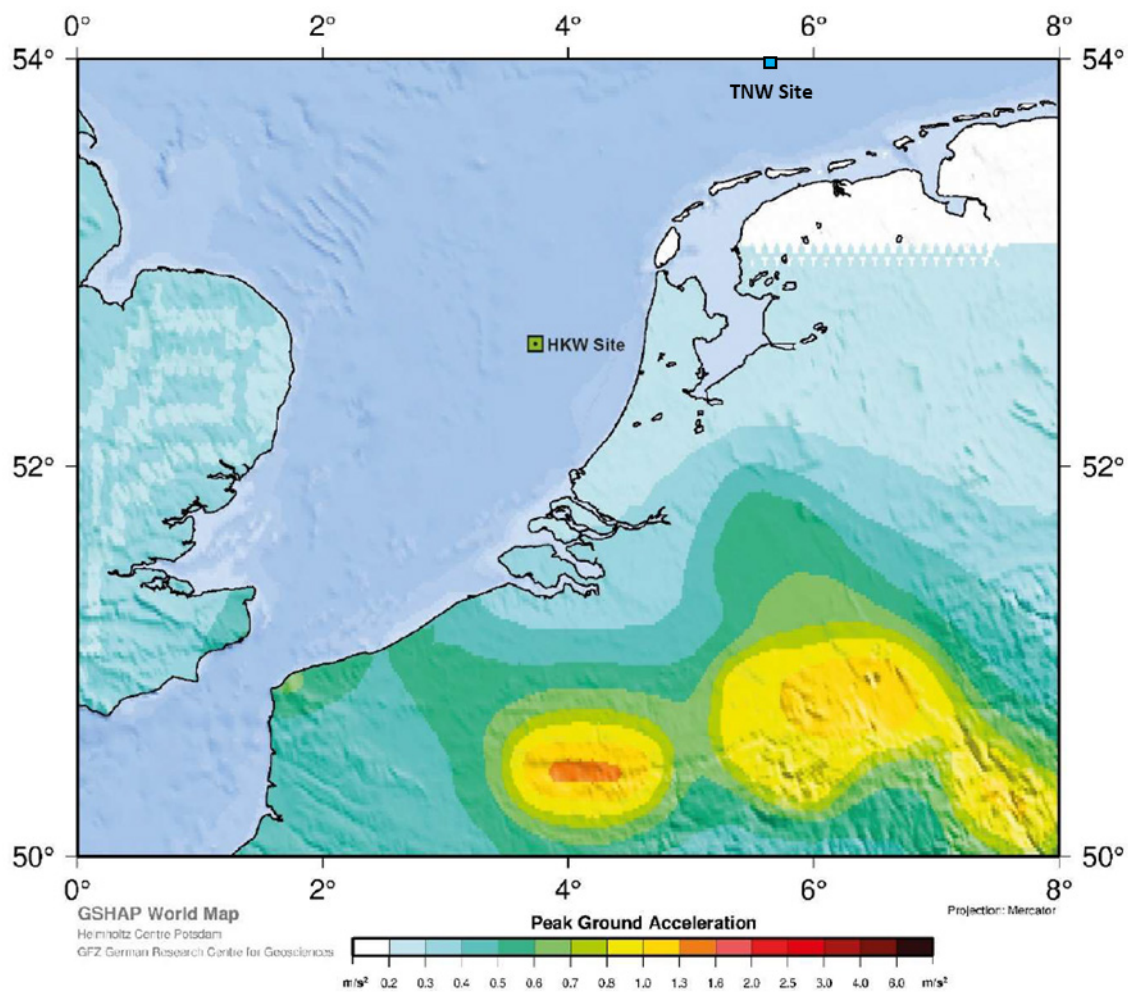 0° 2° 4° 6° 8°
54° 54°
TNW Site
HKW Site
52° 52°
50° 50°
0° 2° 4° 6° 8°
GSHAP World Map
Helmholtz Centre Potsdam
GFZ German Research Centre for Geosciences
Projection: Mercator
Peak Ground Acceleration
m/s² 0.2 0.3 0.4 0.5 0.6 0.7 0.8 1.0 1.3 1.6 2.0 2.5 3.0 4.0 6.0 m/s²